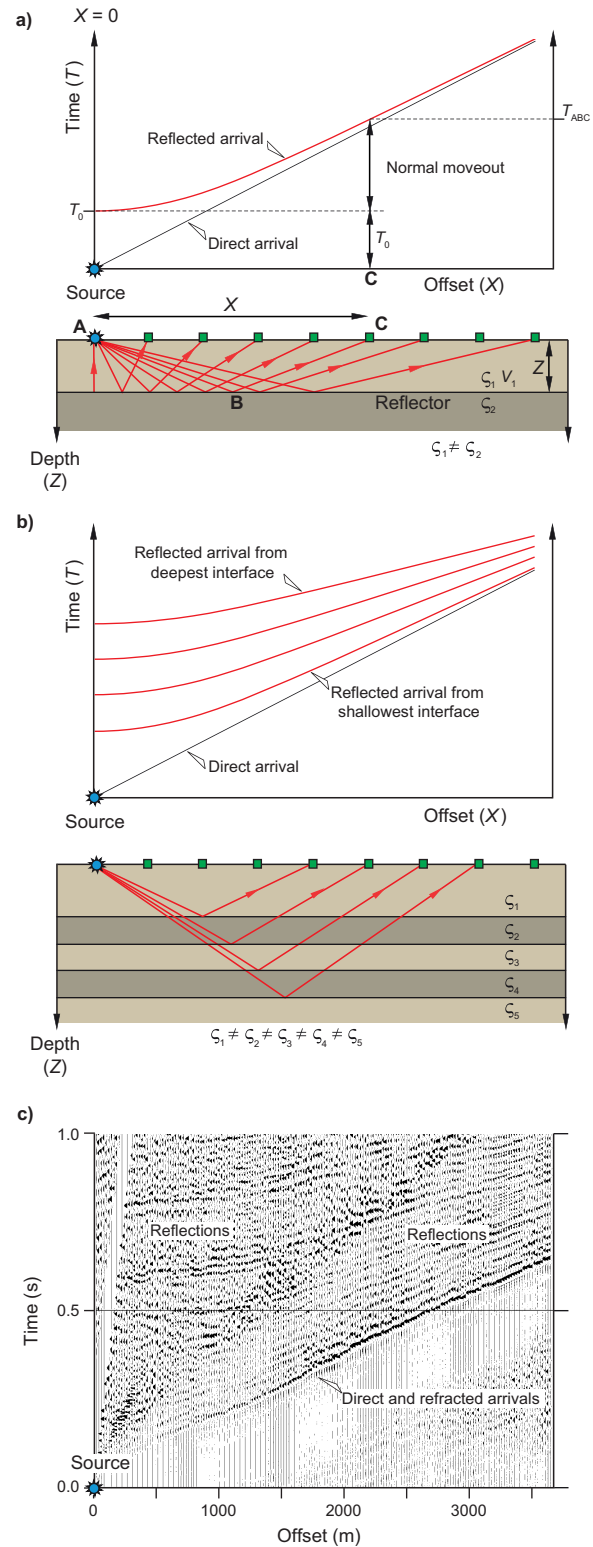 a)
X = 0
Time (T)
Reflected arrival
T₀
Direct arrival
Normal moveout
T₀
T_ABC
C
Source
Offset (X)
X
A
C
B
Reflector
ς₁ V₁
ς₂
Z
Depth
(Z)
ς₁ ≠ ς₂
b)
Time (T)
Reflected arrival from
deepest interface
Reflected arrival from
shallowest interface
Direct arrival
Source
Offset (X)
ς₁
ς₂
ς₃
ς₄
ς₅
Depth
(Z)
ς₁ ≠ ς₂ ≠ ς₃ ≠ ς₄ ≠ ς₅
c)
1.0
Reflections
Reflections
Time (s)
0.5
Direct and refracted arrivals
Source
0.0
0
1000
2000
3000
Offset (m)